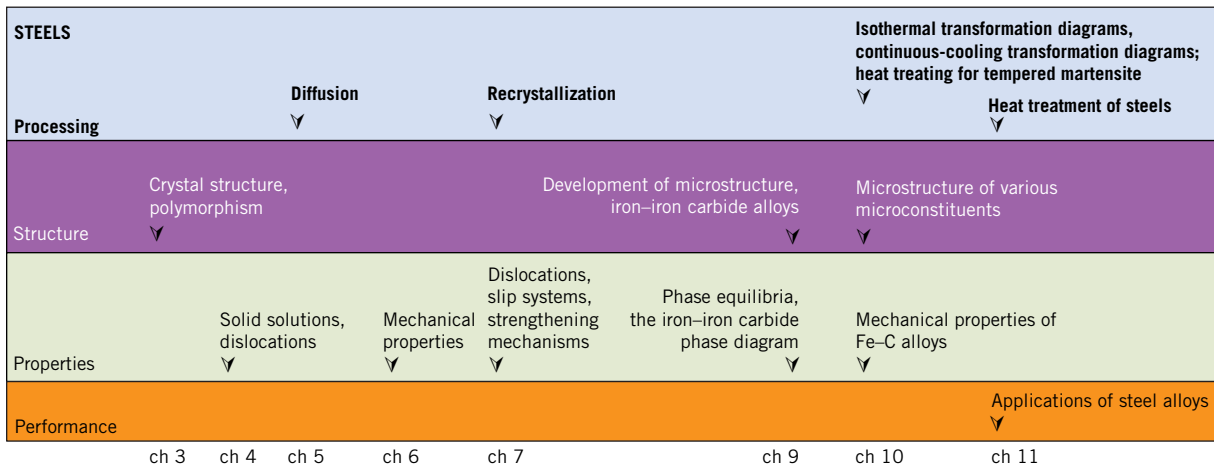 STEELS
Isothermal transformation diagrams,
continuous-cooling transformation diagrams;
heat treating for tempered martensite
Diffusion
Recrystallization
Heat treatment of steels
Processing
Crystal structure,
polymorphism
Development of microstructure,
iron–iron carbide alloys
Microstructure of various
microconstituents
Structure
Solid solutions,
dislocations
Mechanical
properties
Dislocations,
slip systems,
strengthening
mechanisms
Phase equilibria,
the iron–iron carbide
phase diagram
Mechanical properties of
Fe–C alloys
Properties
Applications of steel alloys
Performance
ch 3 ch 4 ch 5 ch 6 ch 7 ch 9 ch 10 ch 11